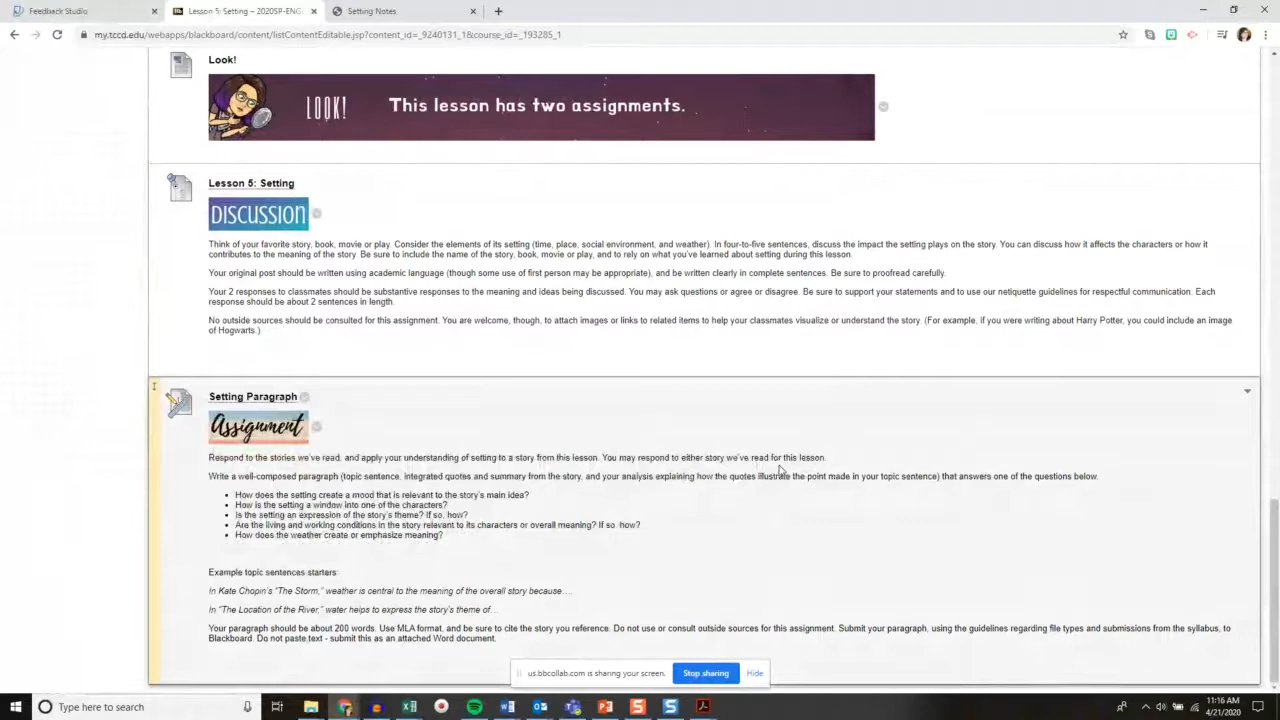 Feedback Studio
Lesson 5: Setting – 2020SP-ENG
Setting Notes
my.tccd.edu/webapps/blackboard/content/listContentEditable.jsp?content_id=_9240131_1&course_id=_193285_1
Look!
LOOK! This lesson has two assignments.
Lesson 5: Setting
DISCUSSION
Think of your favorite story, book, movie or play. Consider the elements of its setting (time, place, social environment, and weather). In four-to-five sentences, discuss the impact the setting plays on the story. You can discuss how it affects the characters or how it
contributes to the meaning of the story. Be sure to include the name of the story, book, movie or play, and to rely on what you've learned about setting during this lesson.
Your original post should be written using academic language (though some use of first person may be appropriate), and be written clearly in complete sentences. Be sure to proofread carefully.
Your 2 responses to classmates should be substantive responses to the meaning and ideas being discussed. You may ask questions or agree or disagree. Be sure to support your statements and to use our netiquette guidelines for respectful communication. Each
response should be about 2 sentences in length.
No outside sources should be consulted for this assignment. You are welcome, though, to attach images or links to related items to help your classmates visualize or understand the story. (For example, if you were writing about Harry Potter, you could include an image
of Hogwarts.)
Setting Paragraph
Assignment
Respond to the stories we've read, and apply your understanding of setting to a story from this lesson. You may respond to either story we've read for this lesson.
Write a well-composed paragraph (topic sentence, integrated quotes and summary from the story, and your analysis explaining how the quotes illustrate the point made in your topic sentence) that answers one of the questions below.
How does the setting create a mood that is relevant to the story's main idea?
How is the setting a window into one of the characters?
Is the setting an expression of the story's theme? If so, how?
Are the living and working conditions in the story relevant to its characters or overall meaning? If so, how?
How does the weather create or emphasize meaning?
Example topic sentences starters:
In Kate Chopin's "The Storm," weather is central to the meaning of the overall story because....
In "The Location of the River," water helps to express the story's theme of...
Your paragraph should be about 200 words. Use MLA format, and be sure to cite the story you reference. Do not use or consult outside sources for this assignment. Submit your paragraph, using the guidelines regarding file types and submissions from the syllabus, to
Blackboard. Do not paste text - submit this as an attached Word document.
us.bbcollab.com is sharing your screen. Stop sharing Hide
Type here to search
11:16 AM
4/21/2020